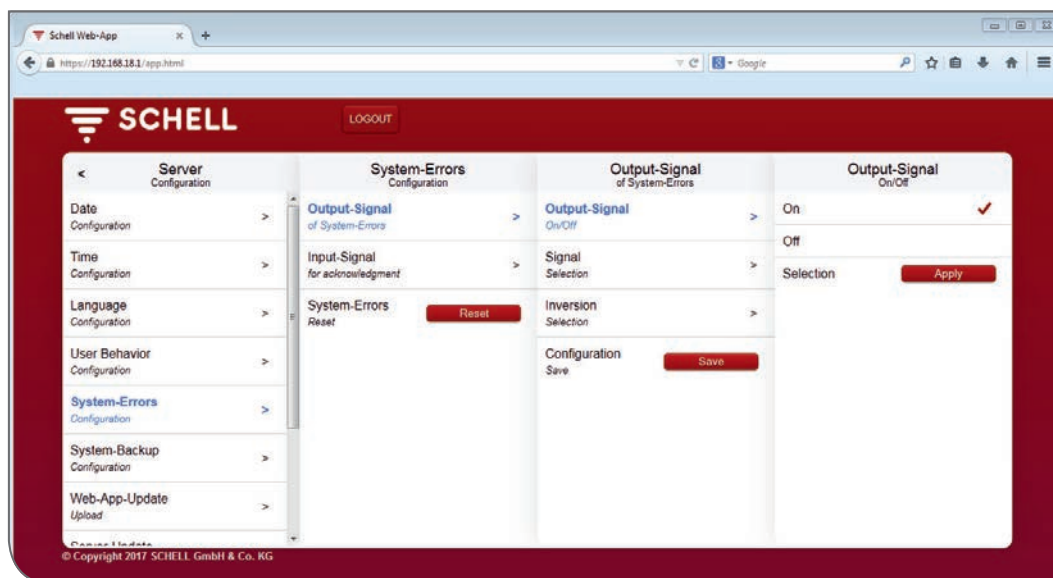 Schell Web-App
https://192.168.18.1/app.html
Google
SCHELL
LOGOUT
Server
Configuration
Date
Configuration
Time
Configuration
Language
Configuration
User Behavior
Configuration
System-Errors
Configuration
System-Backup
Configuration
Web-App-Update
Upload
Server Update
System-Errors
Configuration
Output-Signal
of System-Errors
Input-Signal
for acknowledgment
System-Errors
Reset
Reset
Output-Signal
of System-Errors
Output-Signal
On/Off
Signal
Selection
Inversion
Selection
Configuration
Save
Save
Output-Signal
On/Off
On
Off
Selection
Apply
© Copyright 2017 SCHELL GmbH & Co. KG